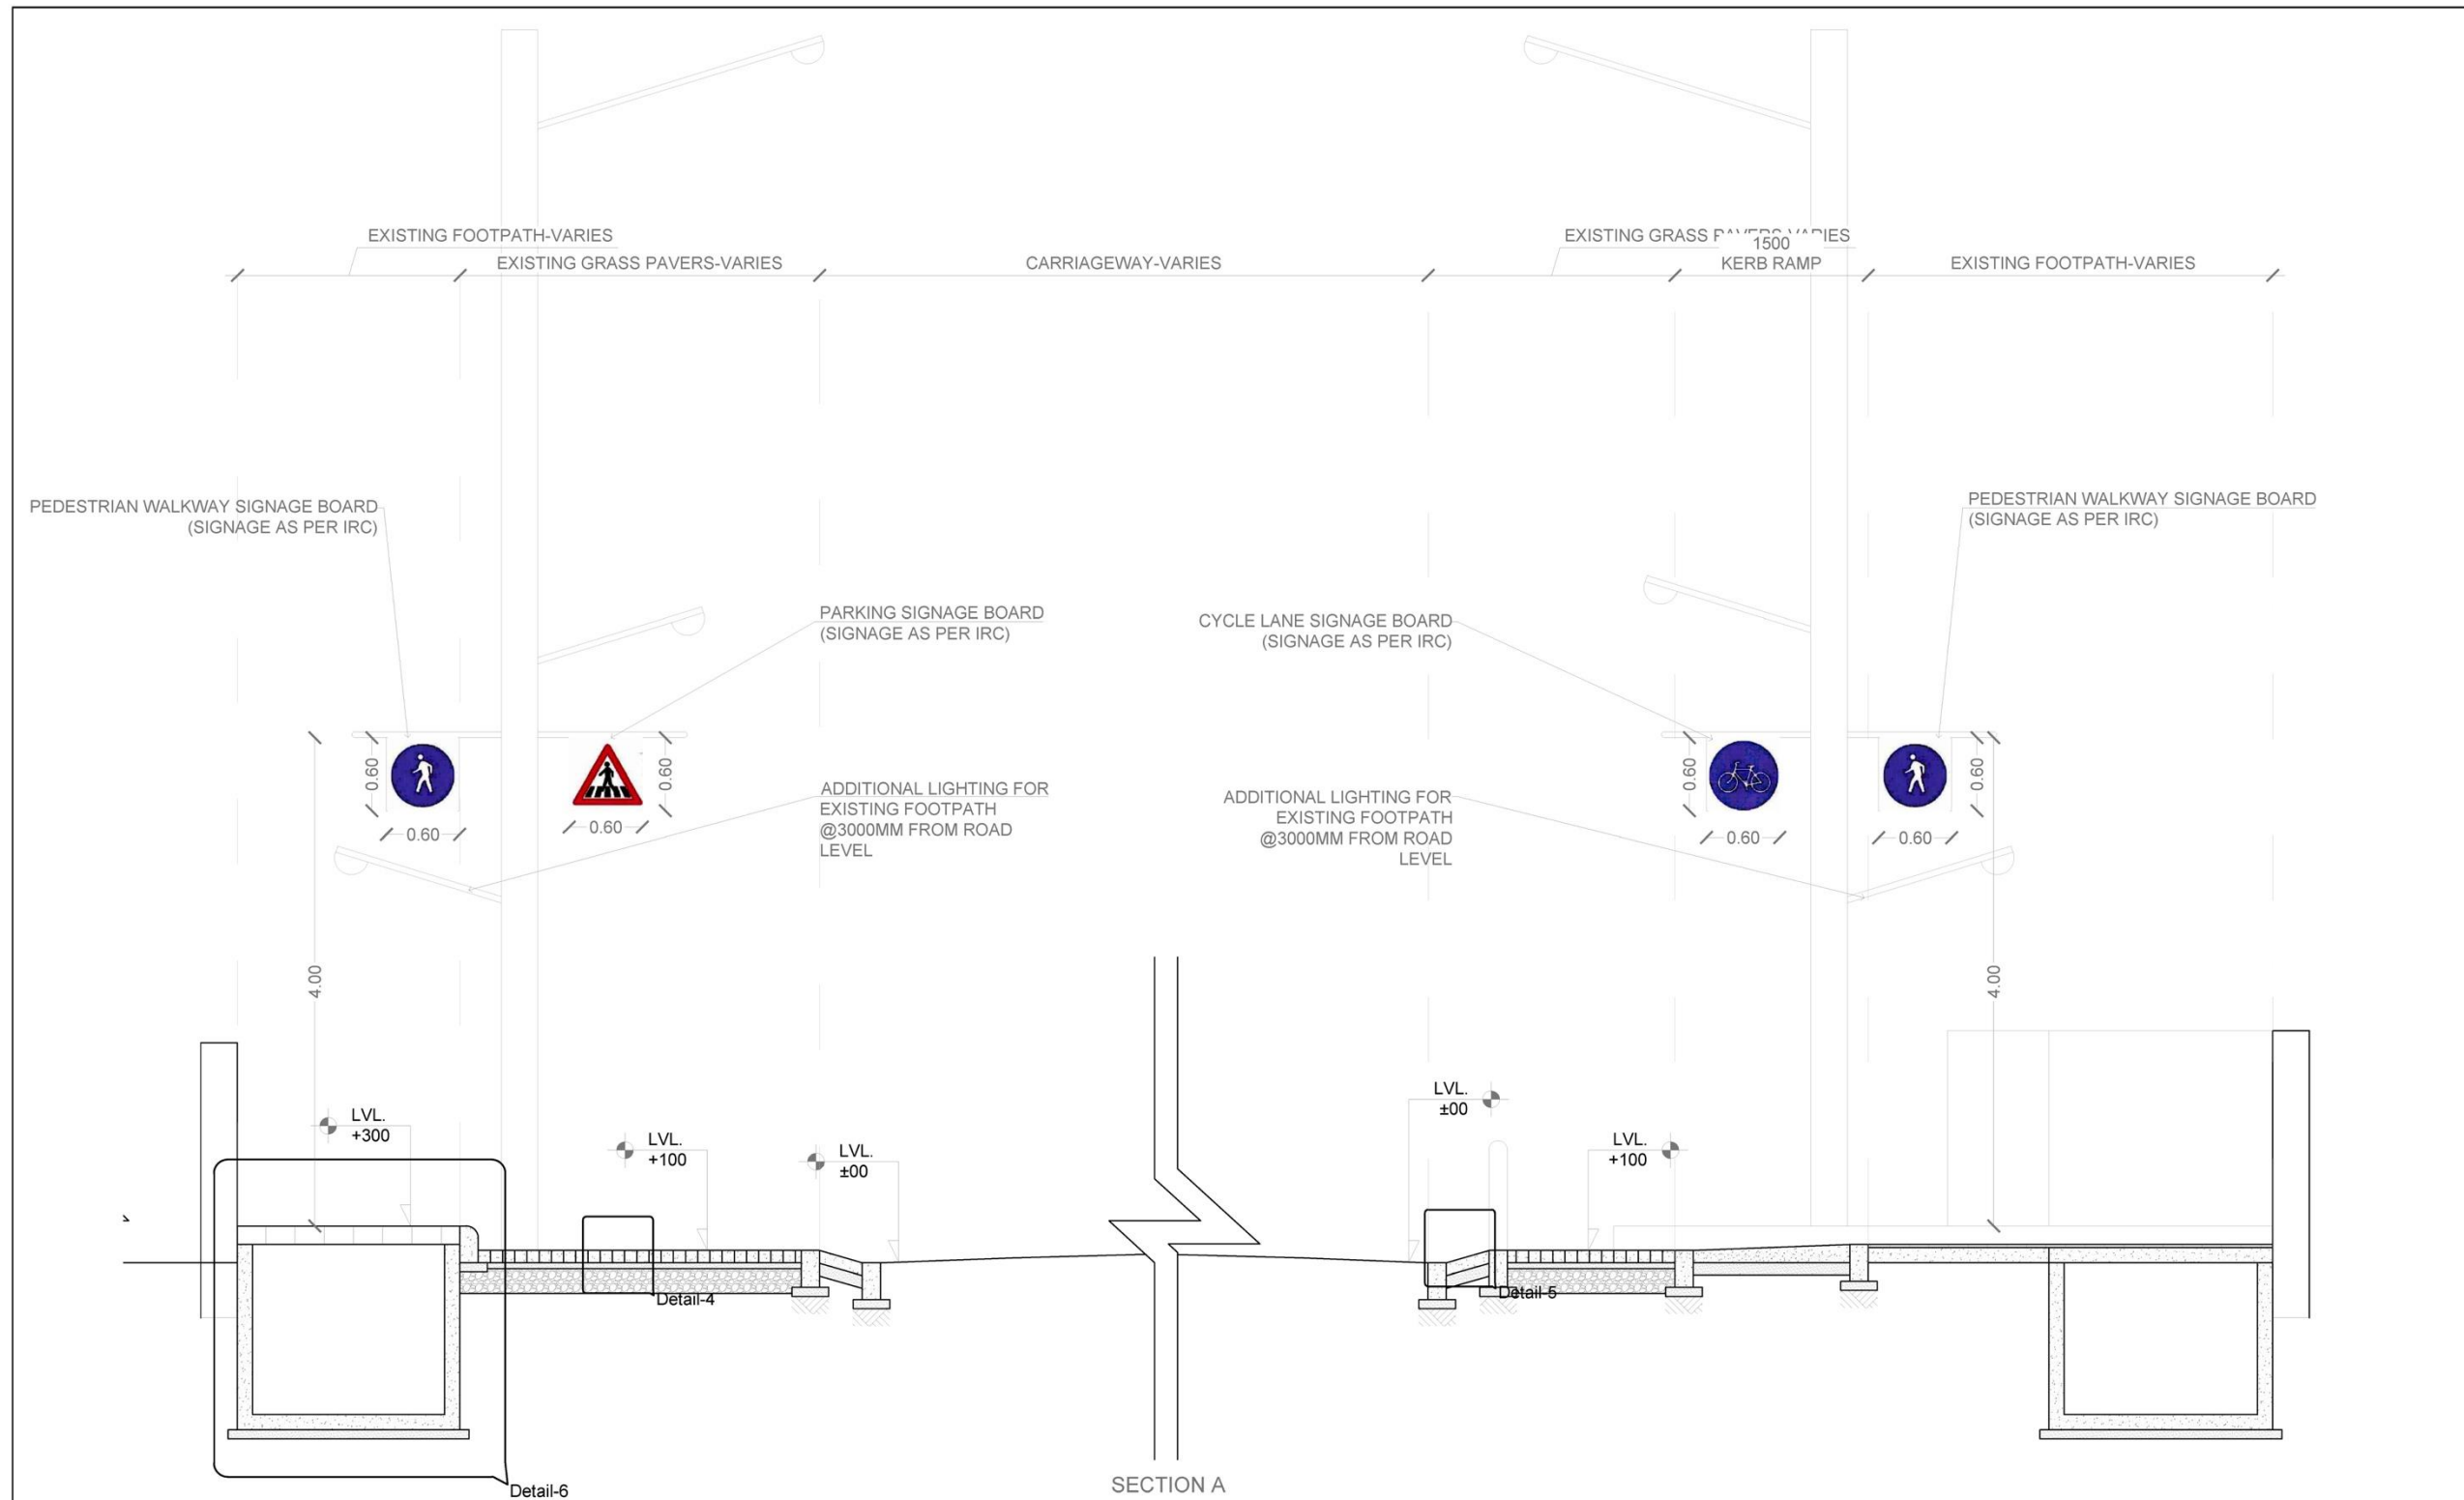 EXISTING FOOTPATH-VARIES
EXISTING GRASS PAVERS-VARIES
CARRIAGEWAY-VARIES
EXISTING GRASS PAVERS-VARIES
1500
KERB RAMP
EXISTING FOOTPATH-VARIES
PEDESTRIAN WALKWAY SIGNAGE BOARD
(SIGNAGE AS PER IRC)
PEDESTRIAN WALKWAY SIGNAGE BOARD
(SIGNAGE AS PER IRC)
PARKING SIGNAGE BOARD
(SIGNAGE AS PER IRC)
CYCLE LANE SIGNAGE BOARD
(SIGNAGE AS PER IRC)
0.60
0.60
0.60
0.60
0.60
0.60
0.60
0.60
ADDITIONAL LIGHTING FOR
EXISTING FOOTPATH
@3000MM FROM ROAD
LEVEL
ADDITIONAL LIGHTING FOR
EXISTING FOOTPATH
@3000MM FROM ROAD
LEVEL
4.00
4.00
LVL.
+300
LVL.
+100
LVL.
±00
LVL.
±00
LVL.
+100
Detail-4
Detail-5
Detail-6
SECTION A